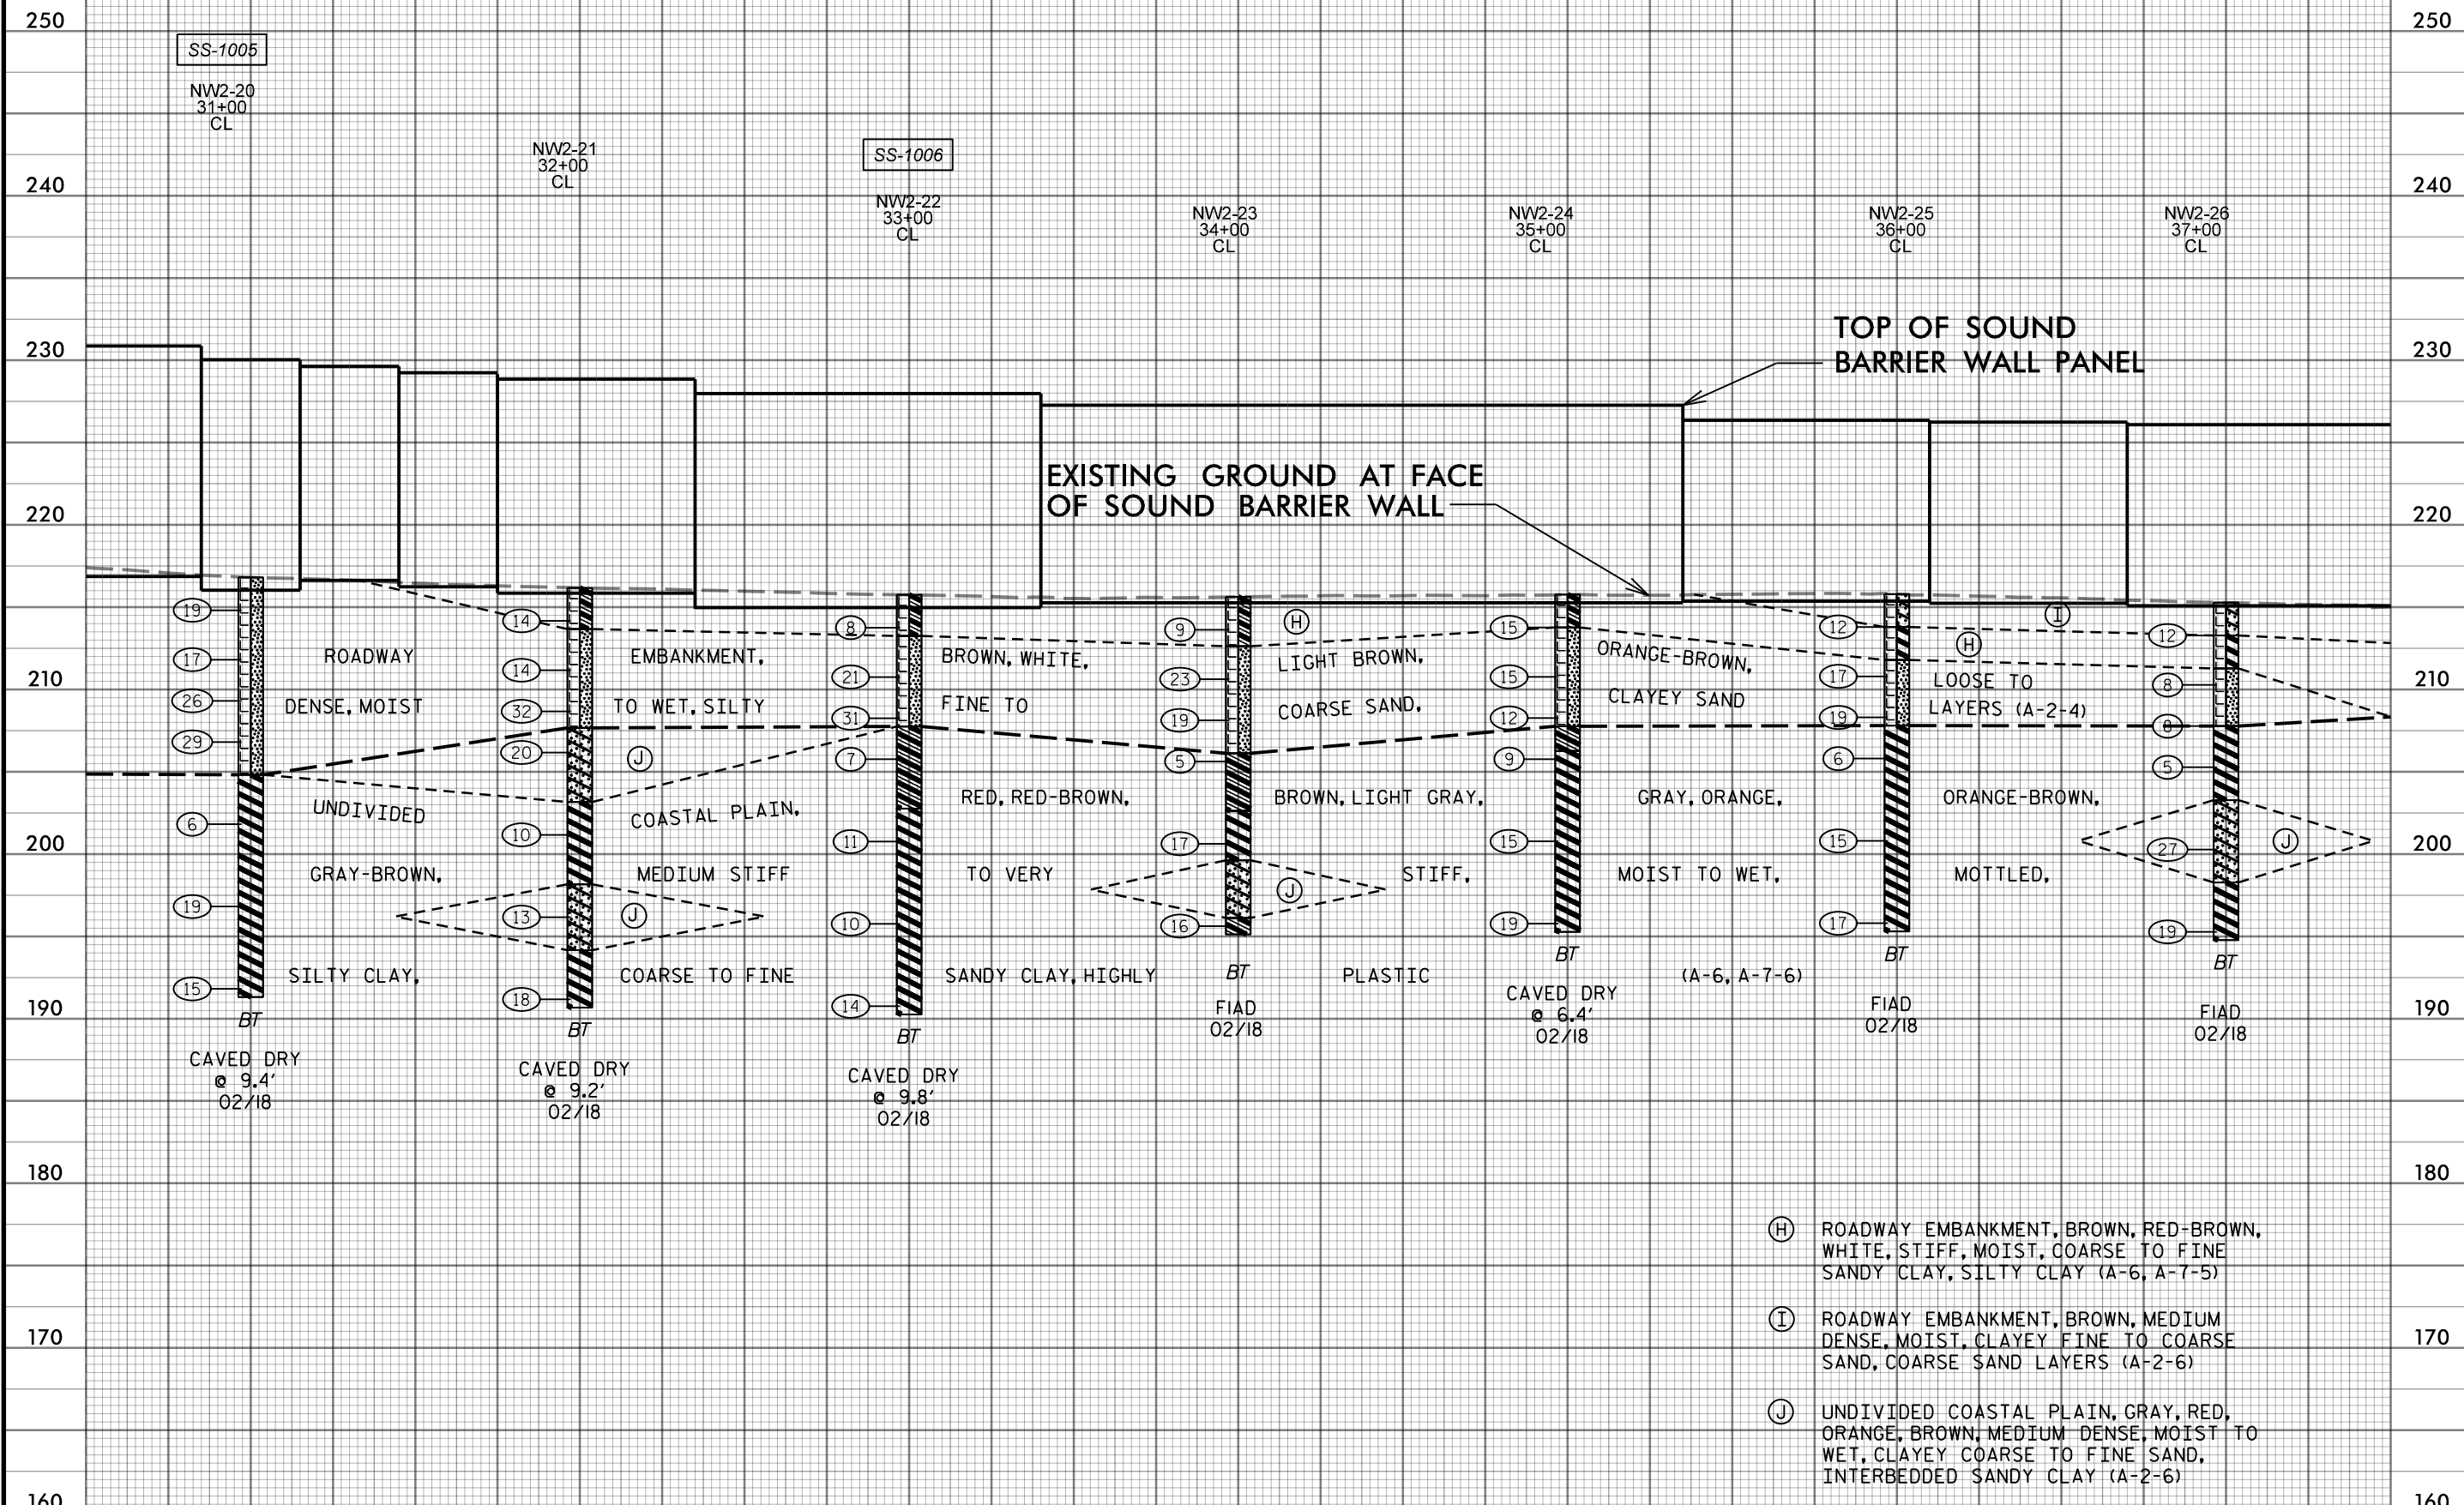 250
250
SS-1005
NW2-20
31+00
CL
NW2-21
32+00
CL
SS-1006
NW2-22
33+00
CL
NW2-23
34+00
CL
NW2-24
35+00
CL
NW2-25
36+00
CL
NW2-26
37+00
CL
240
240
TOP OF SOUND
BARRIER WALL PANEL
230
230
EXISTING GROUND AT FACE
OF SOUND BARRIER WALL
220
220
19
14
8
9
15
12
12
H
I
H
17
14
21
23
15
17
8
ROADWAY EMBANKMENT, BROWN, WHITE, LIGHT BROWN, ORANGE-BROWN, LOOSE TO
210
210
26
32
31
19
12
19
8
DENSE, MOIST TO WET, SILTY FINE TO COARSE SAND, CLAYEY SAND LAYERS (A-2-4)
29
20
J
7
5
9
6
5
UNDIVIDED COASTAL PLAIN, RED, RED-BROWN, BROWN, LIGHT GRAY, GRAY, ORANGE, ORANGE-BROWN,
6
10
11
17
15
15
27
J
200
200
GRAY-BROWN, MEDIUM STIFF TO VERY STIFF, MOIST TO WET, MOTTLED,
J
19
13
J
10
16
19
17
19
SILTY CLAY, COARSE TO FINE SANDY CLAY, HIGHLY PLASTIC (A-6, A-7-6)
15
18
14
190
190
BT
CAVED DRY
@ 9.4'
02/18
BT
CAVED DRY
@ 9.2'
02/18
BT
CAVED DRY
@ 9.8'
02/18
BT
FIAD
02/18
BT
CAVED DRY
@ 6.4'
02/18
BT
FIAD
02/18
BT
FIAD
02/18
180
180
H ROADWAY EMBANKMENT, BROWN, RED-BROWN,
WHITE, STIFF, MOIST, COARSE TO FINE
SANDY CLAY, SILTY CLAY (A-6, A-7-5)
170
170
I ROADWAY EMBANKMENT, BROWN, MEDIUM
DENSE, MOIST, CLAYEY FINE TO COARSE
SAND, COARSE SAND LAYERS (A-2-6)
J UNDIVIDED COASTAL PLAIN, GRAY, RED,
ORANGE, BROWN, MEDIUM DENSE, MOIST TO
WET, CLAYEY COARSE TO FINE SAND,
INTERBEDDED SANDY CLAY (A-2-6)
160
160